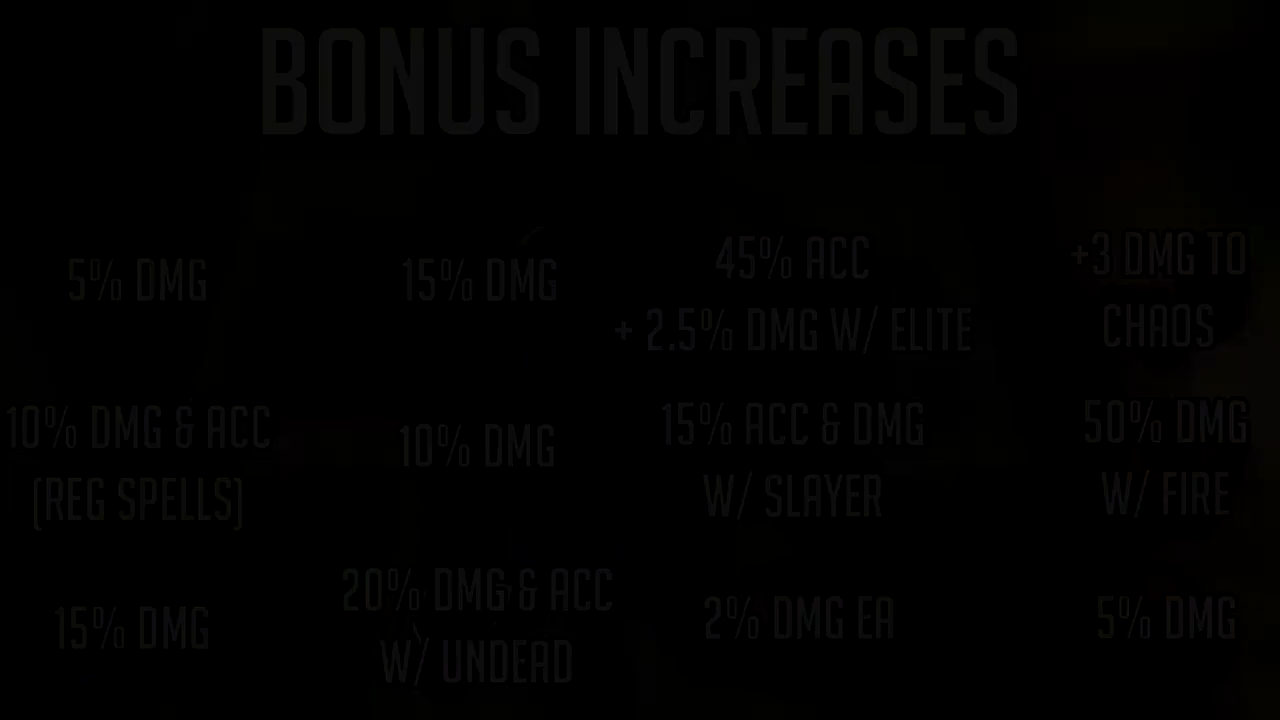 BONUS INCREASES
5% DMG
15% DMG
45% ACC
+ 2.5% DMG W/ ELITE
+3 DMG TO
CHAOS
10% DMG & ACC
(REG SPELLS)
10% DMG
15% ACC & DMG
W/ SLAYER
50% DMG
W/ FIRE
15% DMG
20% DMG & ACC
W/ UNDEAD
2% DMG EA
5% DMG